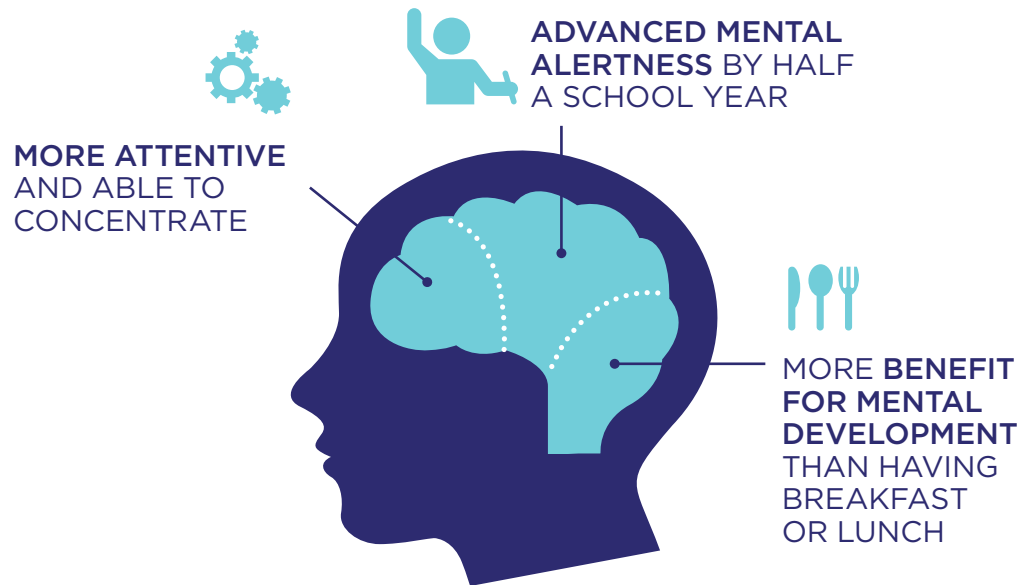 ADVANCED MENTAL
ALERTNESS BY HALF
A SCHOOL YEAR
MORE ATTENTIVE
AND ABLE TO
CONCENTRATE
MORE BENEFIT
FOR MENTAL
DEVELOPMENT
THAN HAVING
BREAKFAST
OR LUNCH